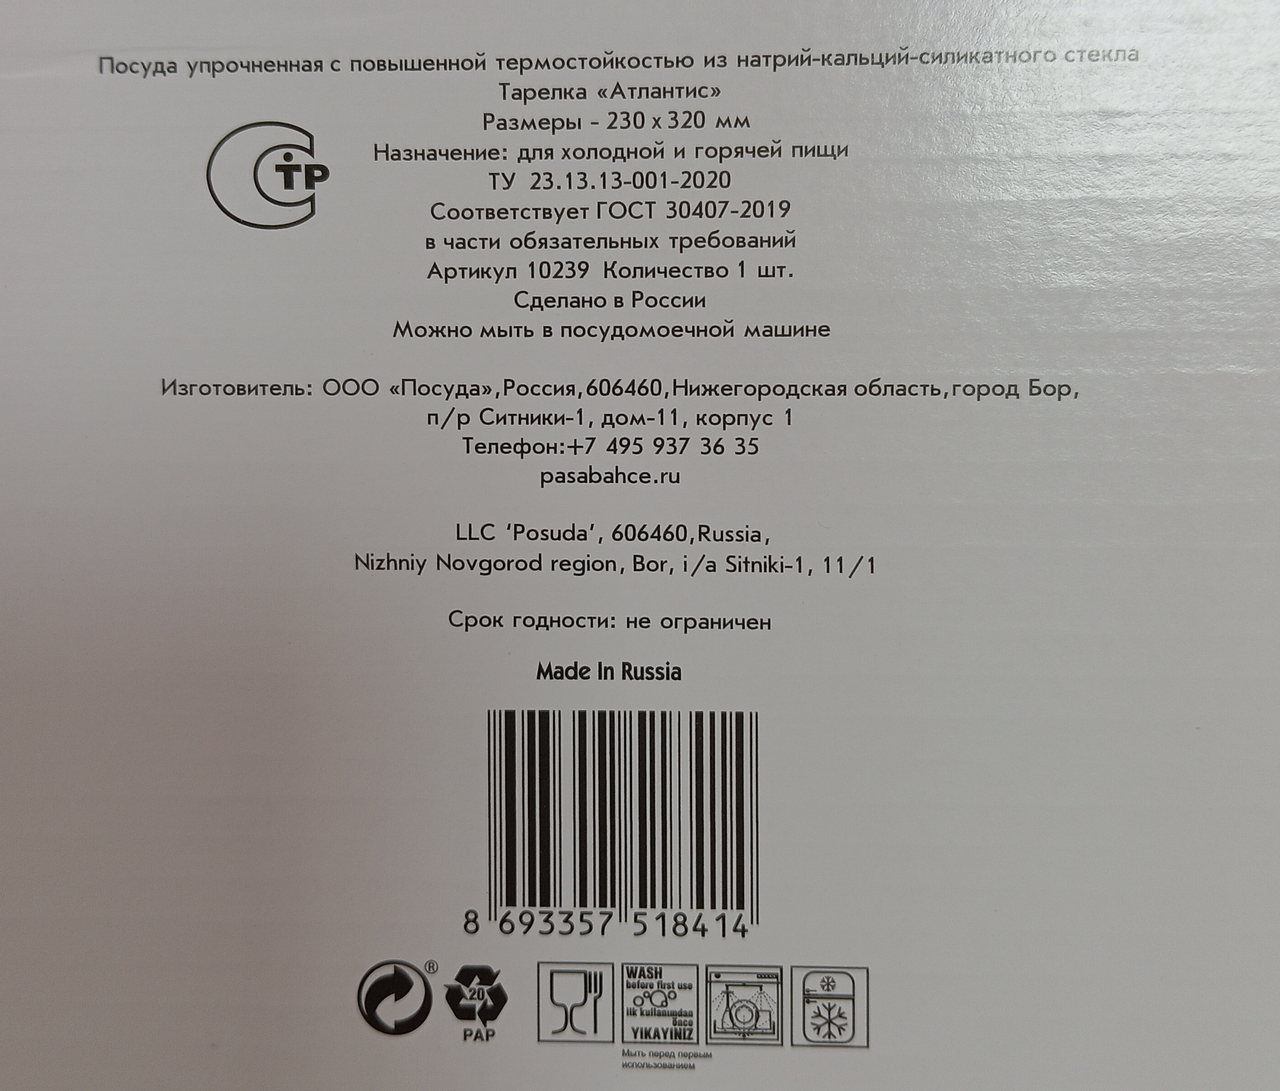 Посуда упрочненная с повышенной термостойкостью из натрий-кальций-силикатного стекла
Тарелка «Атлантис»
Размеры - 230 x 320 мм
Назначение: для холодной и горячей пищи
ТР
ТУ 23.13.13-001-2020
Соответствует ГОСТ 30407-2019
в части обязательных требований
Артикул 10239 Количество 1 шт.
Сделано в России
Можно мыть в посудомоечной машине
Изготовитель: ООО «Посуда»,Россия,606460,Нижегородская область,город Бор,
п/р Ситники-1, дом-11, корпус 1
Телефон:+7 495 937 36 35
pasabahce.ru
LLC ‘Posuda’, 606460,Russia,
Nizhniy Novgorod region, Bor, i/a Sitniki-1, 11/1
Срок годности: не ограничен
Made In Russia
8 693357 518414
®
20
PAP
WASH
before first use
ilk kullanımdan
önce
YIKAYINIZ
Мыть перед первым
использованием